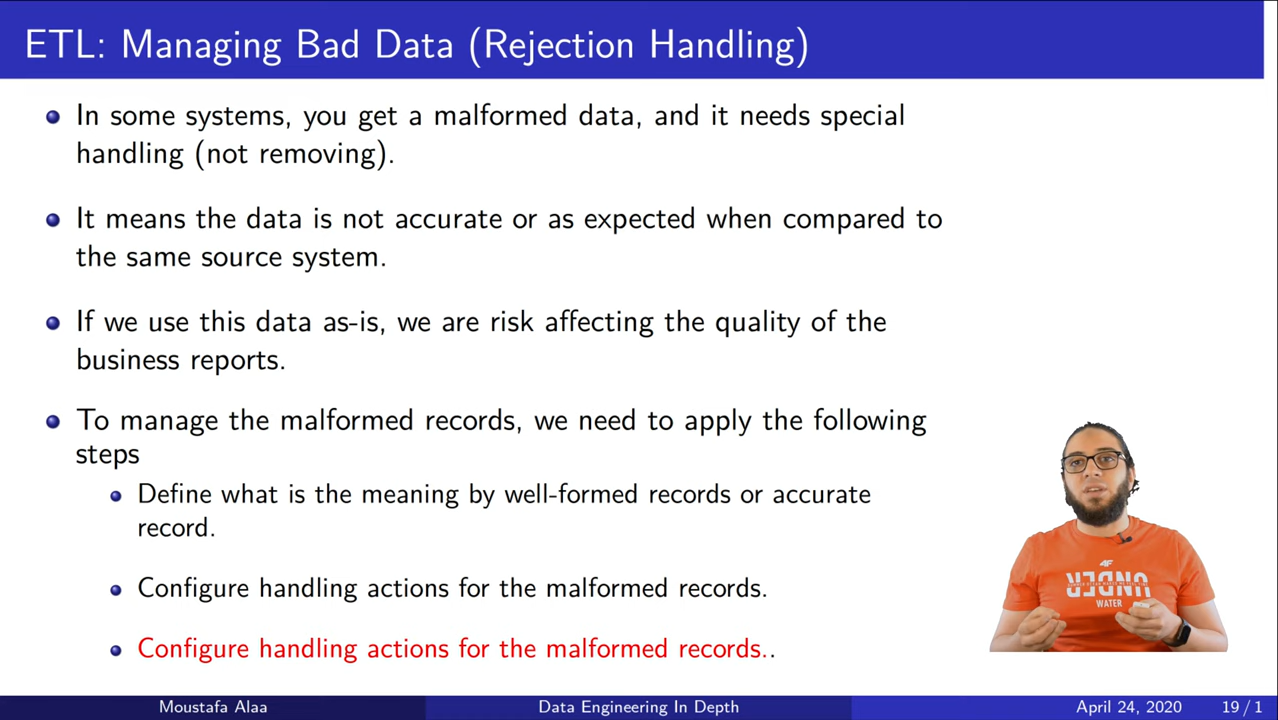 ETL: Managing Bad Data (Rejection Handling)
In some systems, you get a malformed data, and it needs special
handling (not removing).
It means the data is not accurate or as expected when compared to
the same source system.
If we use this data as-is, we are risk affecting the quality of the
business reports.
To manage the malformed records, we need to apply the following
steps
Define what is the meaning by well-formed records or accurate
record.
Configure handling actions for the malformed records.
Configure handling actions for the malformed records..
4F
UNDER
WATER
Moustafa Alaa
Data Engineering In Depth
April 24, 2020
19 / 1